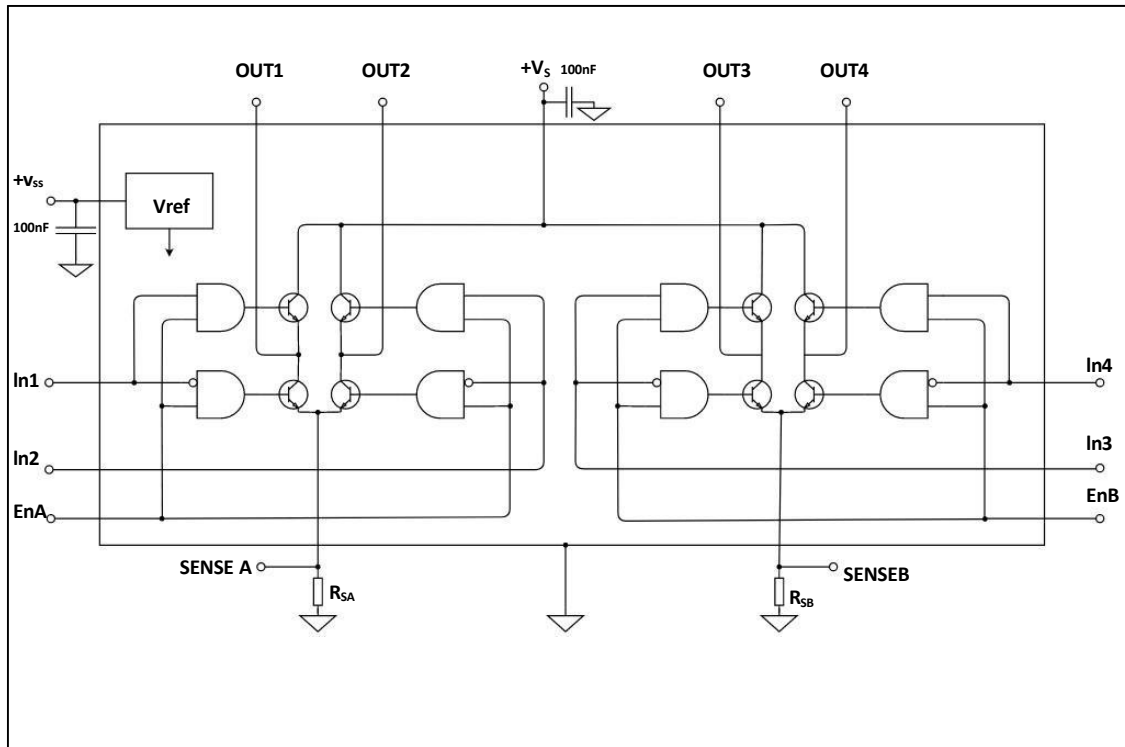 OUT1
OUT2
+VS 100nF
OUT3
OUT4
+vss
Vref
100nF
In1
In4
In2
In3
EnA
EnB
SENSE A
SENSEB
RSA
RSB